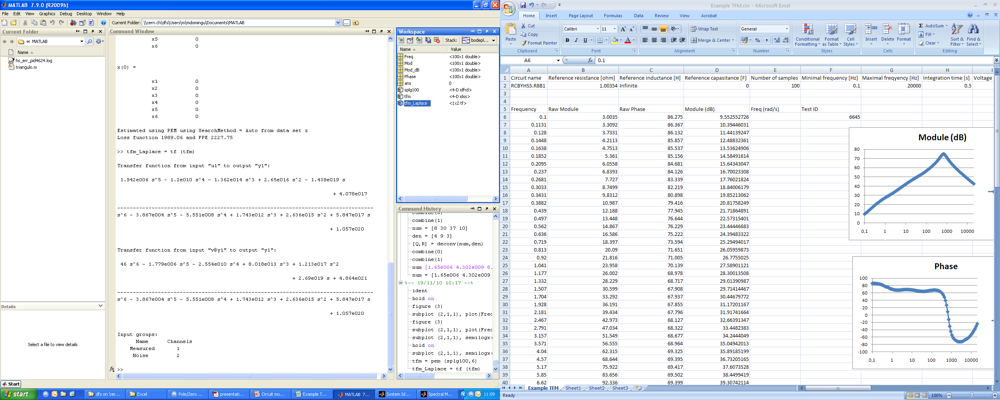 MATLAB 7.9.0 (R2009b)
File Edit View Graphics Debug Desktop Window Help
Current Folder: \\cern.ch\dfs\Users\m\mdomingu\Documents\MATLAB
Current Folder
« MATLAB
Name
hs_err_pid4624.log
triangulo.m
Details
Select a file to view details
Command Window
x5 0
x6 0
x(0) =
x1 0
x2 0
x3 0
x4 0
x5 0
x6 0
Estimated using PEM using SearchMethod = Auto from data set z
Loss function 1989.06 and FPE 2227.75
>> tfm_Laplace = tf (tfm)
Transfer function from input "u1" to output "y1":
1.942e006 s^5 - 1.2e010 s^4 - 1.362e014 s^3 + 2.65e016 s^2 - 1.438e019 s
+ 4.078e017
---------------------------------------------------------------------------------
s^6 - 3.867e004 s^5 - 5.551e008 s^4 + 1.743e012 s^3 + 2.636e015 s^2 + 5.847e017 s
+ 1.057e020
Transfer function from input "v@y1" to output "y1":
46 s^6 - 1.779e006 s^5 - 2.554e010 s^4 + 8.018e013 s^3 + 1.213e017 s^2
+ 2.69e019 s + 4.864e021
---------------------------------------------------------------------------------
s^6 - 3.867e004 s^5 - 5.551e008 s^4 + 1.743e012 s^3 + 2.636e015 s^2 + 5.847e017 s
+ 1.057e020
Input groups:
Name Channels
Measured 1
Noise 2
fx >>
Workspace
Stack: bodepl...
Name Value
Freq <100x1 double>
Mod <100x1 double>
Mod_dB <100x1 double>
Phase <100x1 double>
ans 0
splg100 <4-D idfrd>
tfm <4-D idss>
tfm_Laplace <1x2 tf>
Command History
combine(0)
combine(1)
num = [8 30 37 10]
den = [4 9 3]
[Q,R] = deconv(num,den)
combine(0)
combine(1)
num [1.65e006 4.302e009 8.
num = [1.65e006 4.302e009
%-- 19/11/10 10:17 --%
ident
hold on
figure (3)
subplot (2,1,1), plot(Frec
figure (3)
subplot (2,1,1), plot(Frec
subplot (2,1,1), semilogx(
hold on
subplot (2,1,1), semilogx(
tfm = pem (splg100,6)
tfm_Laplace = tf (tfm)
Start
start
dfs on 'cer...
Excel
Pole/Zero ...
presentati...
Circuit mo...
Example T...
MATLAB 7...
System Id...
Spectral M...
11:09
Example TFM.csv - Microsoft Excel
Home Insert Page Layout Formulas Data Review View Acrobat
Paste
Cut
Copy
Format Painter
Clipboard
Calibri 11
B I U
Font
Wrap Text
Merge & Center
Alignment
General
Number
Conditional Formatting
Format as Table
Cell Styles
Styles
Insert Delete Format
Cells
AutoSum
Fill
Clear
Sort & Filter
Find & Select
Editing
A6 fx 0.1
A B C D E F G H I
1 Circuit name Reference resistance [ohm] Reference inductance [H] Reference capasitance [F] Number of samples Minimal frequency [Hz] Maximal freqyency [Hz] Integration time [s] Voltage
2 RCBYHS5.R8B1 1.00354 Infinite 0 100 0.1 20000 0.5
3
4
5 Frequency Raw Module Raw Phase Module (dB) Freq (rad/s) Test ID
6 0.1 3.0035 86.275 9.552552726 6645
7 0.1131 3.3092 86.367 10.39446031
8 0.128 3.7331 86.132 11.44139247
9 0.1448 4.2113 85.857 12.48832361
10 0.1638 4.7513 85.537 13.53624906
11 0.1852 5.361 85.156 14.58491614
12 0.2095 6.0558 84.681 15.64343047
13 0.237 6.8393 84.126 16.70023308
14 0.2681 7.727 83.339 17.76021824
15 0.3033 8.7499 82.219 18.84006179
16 0.3431 9.8312 80.898 19.85213062
17 0.3882 10.987 79.416 20.81758249
18 0.439 12.188 77.945 21.71864891
19 0.497 13.448 76.644 22.57315401
20 0.562 14.867 76.229 23.44446683
21 0.636 16.586 75.222 24.39483322
22 0.719 18.397 73.594 25.29494017
23 0.813 20.09 71.651 26.05959873
24 0.92 21.816 71.005 26.7755025
25 1.041 23.958 70.139 27.58901121
26 1.177 26.002 68.978 28.30013508
27 1.332 28.229 68.717 29.01390987
28 1.507 30.599 67.908 29.71414467
29 1.704 33.292 67.937 30.44679772
30 1.928 36.191 67.855 31.17201167
31 2.181 39.434 67.796 31.91741664
32 2.467 42.973 68.127 32.66391347
33 2.791 47.034 68.322 33.4482383
34 3.157 51.549 68.677 34.2444049
35 3.571 56.555 68.964 35.04942013
36 4.04 62.315 69.325 35.89185199
37 4.57 68.644 69.395 36.73205165
38 5.17 75.922 69.417 37.6073528
39 5.85 83.656 69.502 38.4499419
40 6.62 92.336 69.399 39.30742114
Module (dB)
80
70
60
50
40
30
20
10
0
0,1 1 10 100 1000 10000
Phase
100
80
60
40
20
0
-20
-40
-60
-80
-100
0,1 1 10 100 1000 10000
Example TFM Sheet1 Sheet2 Sheet3
Ready
100%